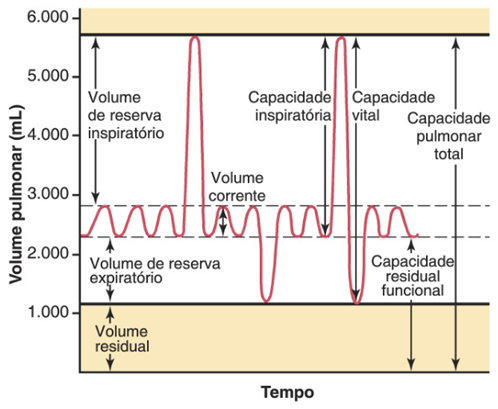 Volume pulmonar (mL)
6.000
5.000
4.000
3.000
2.000
1.000
Volume
de reserva
inspiratório
Capacidade
inspiratória
Capacidade
vital
Capacidade
pulmonar
total
Volume
corrente
Volume de reserva
expiratório
Capacidade
residual
funcional
Volume
residual
Tempo